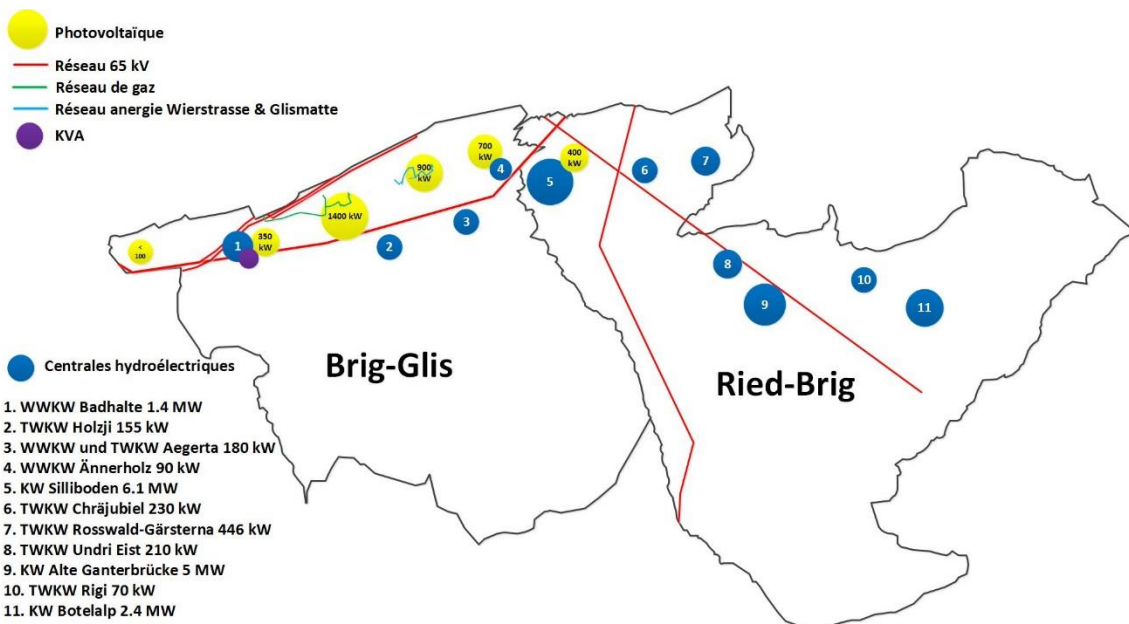 Photovoltaïque
Réseau 65 kV
Réseau de gaz
Réseau anergie Wierstrasse & Glismatte
KVA
700
kW
400
kW
900
kW
1400 kW
350
kW
<
100
1
2
3
4
5
6
7
8
9
10
11
Brig-Glis
Ried-Brig
Centrales hydroélectriques
1. WWKW Badhalte 1.4 MW
2. TWKW Holzji 155 kW
3. WWKW und TWKW Aegerta 180 kW
4. WWKW Ännerholz 90 kW
5. KW Silliboden 6.1 MW
6. TWKW Chräjubiel 230 kW
7. TWKW Rosswald-Gärsterna 446 kW
8. TWKW Undri Eist 210 kW
9. KW Alte Ganterbrücke 5 MW
10. TWKW Rigi 70 kW
11. KW Botelalp 2.4 MW